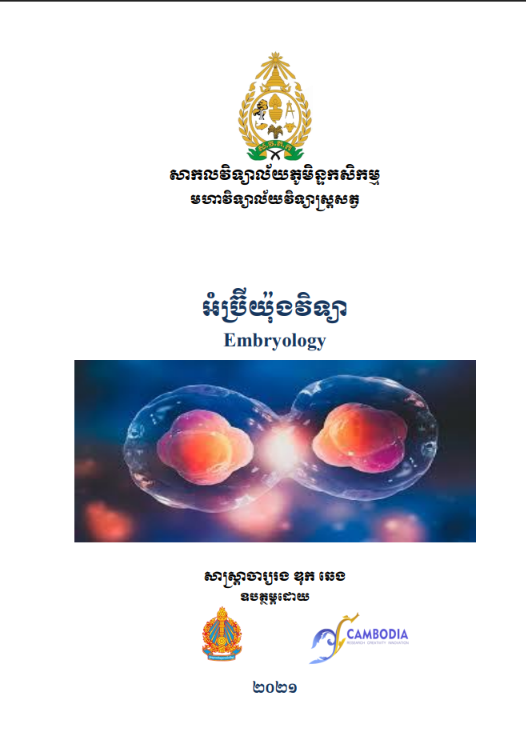 សាកលវិទ្យាល័យភូមិន្ទកសិកម្ម
មហាវិទ្យាល័យវិទ្យាស្ត្រសត្វ
អំប្រ៊ីយ៉ុងវិទ្យា
Embryology
សាស្ត្រាចារ្យរង ឌុក ឆេង
ឧបត្ថម្ភដោយ
CAMBODIA
២០២១